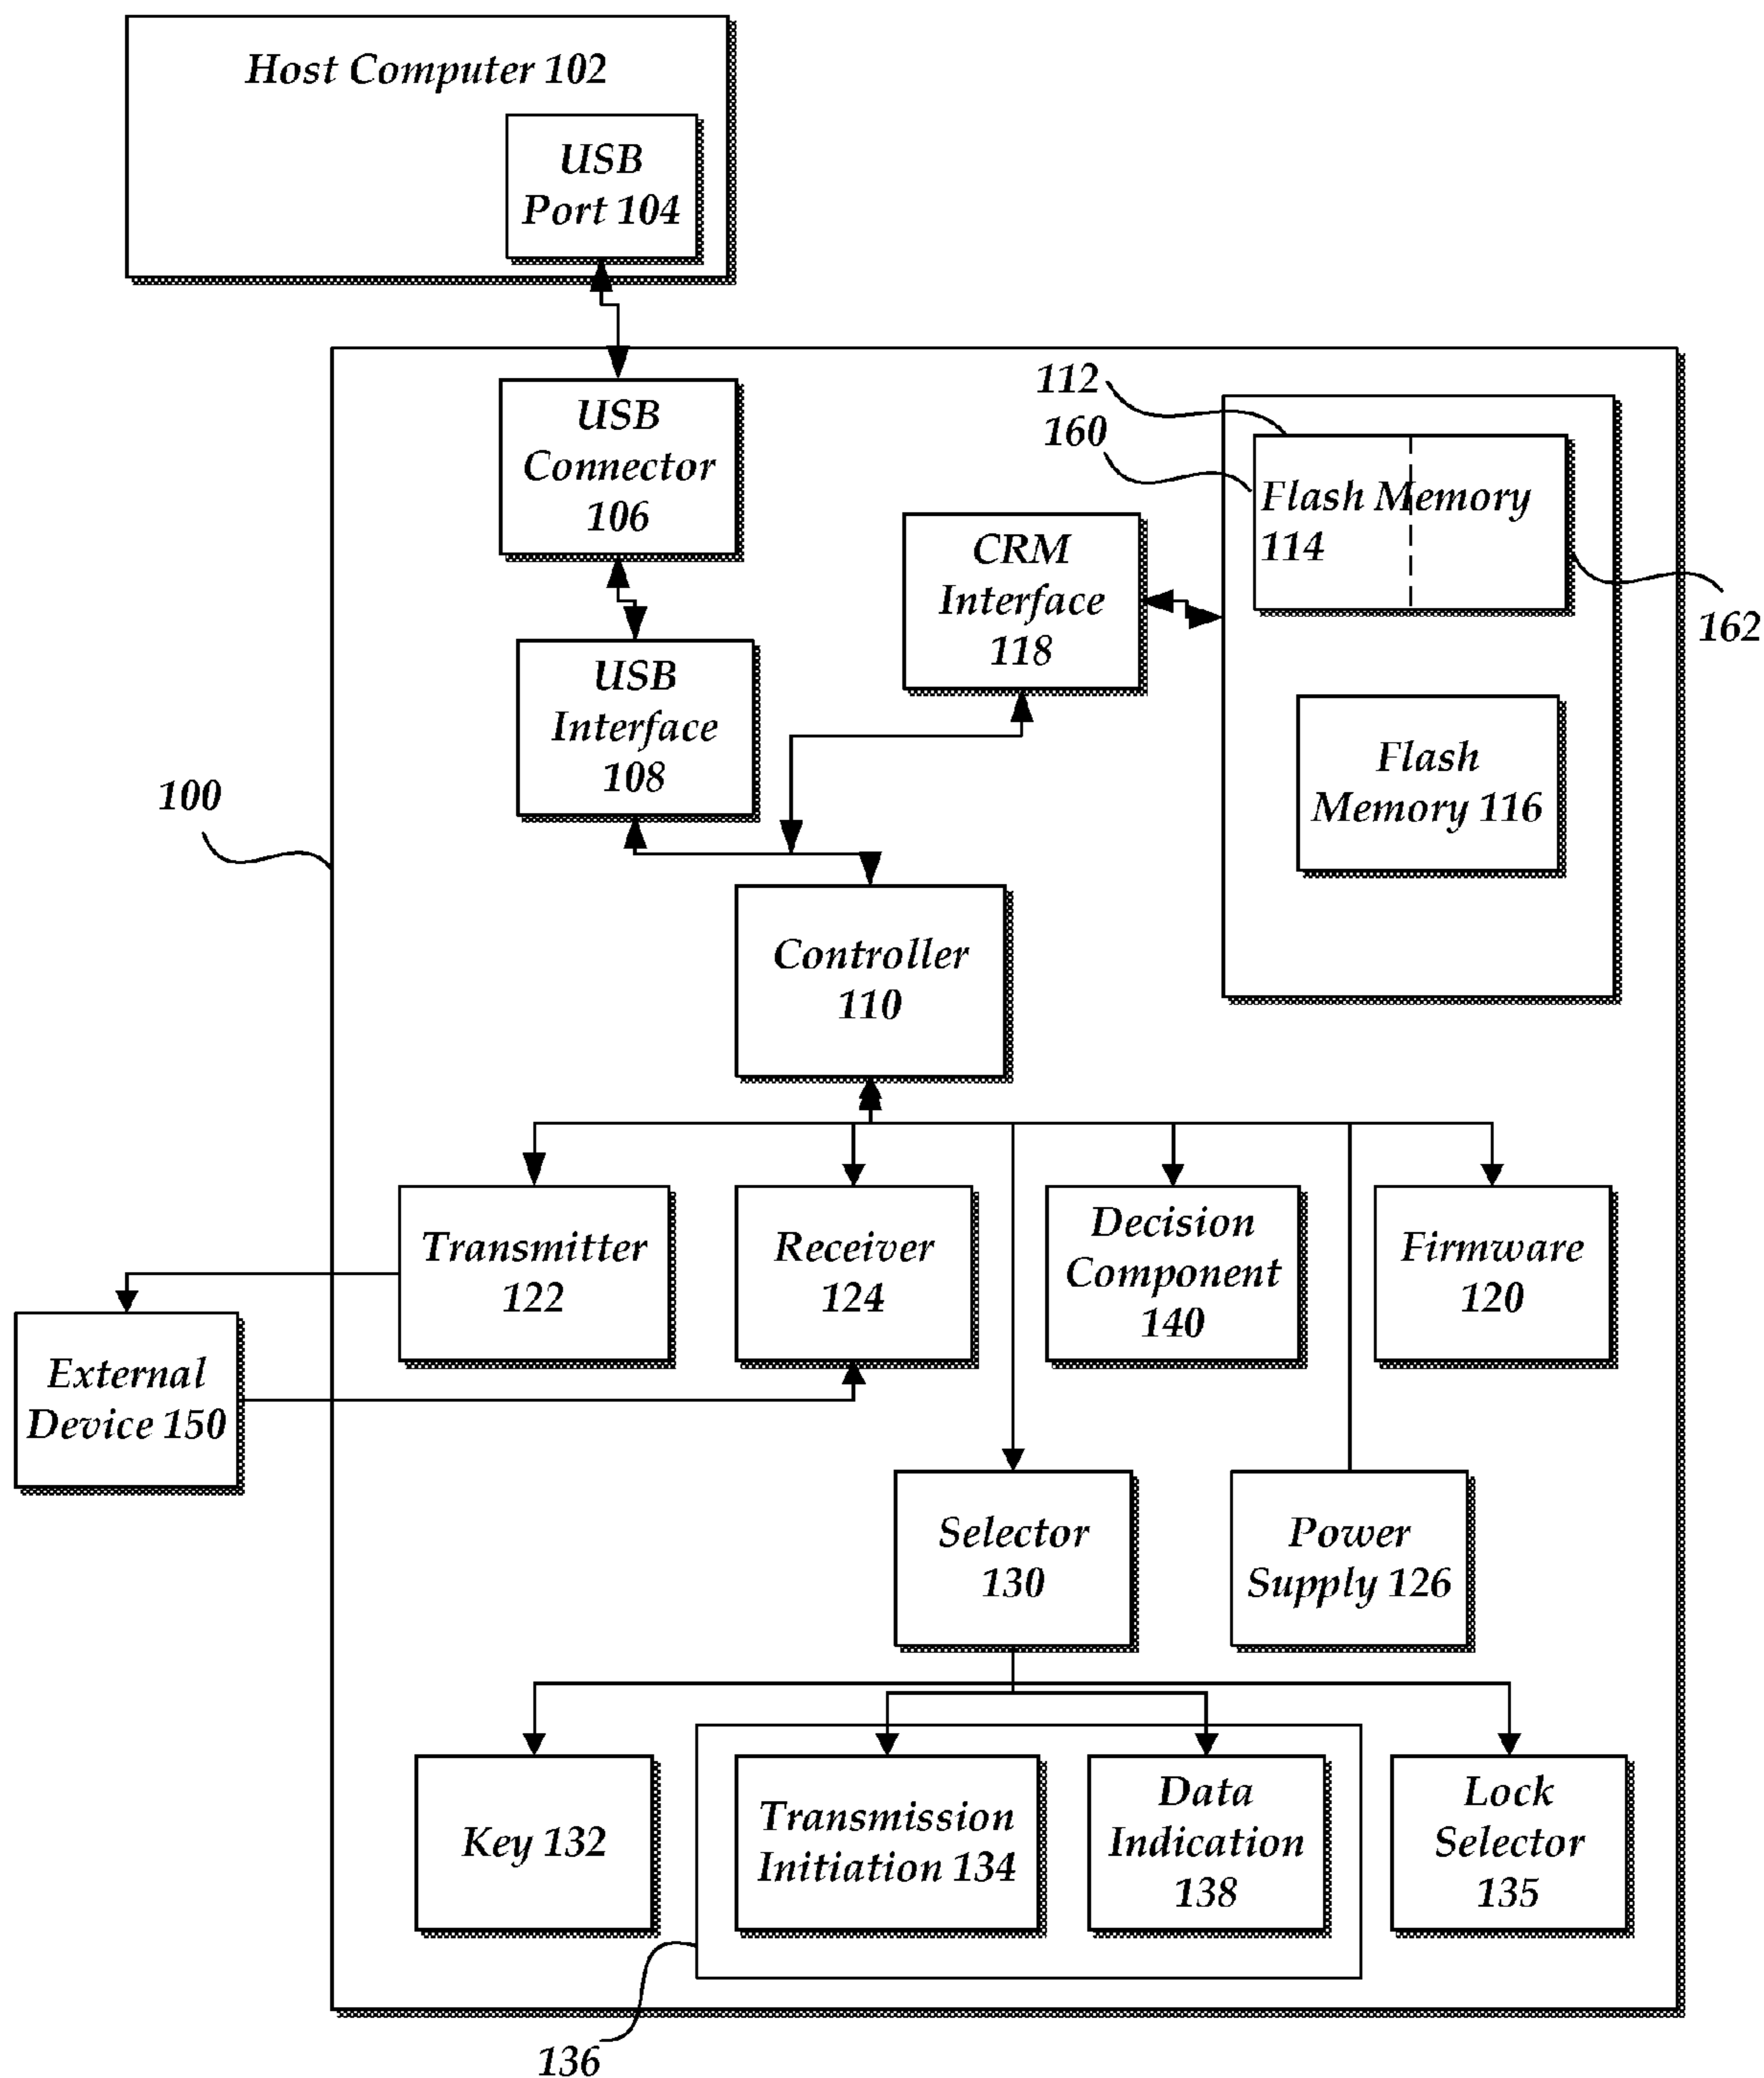 Host Computer 102
USB
Port 104
USB
Connector
106
112
160
Flash Memory
114
CRM
Interface
118
162
USB
Interface
108
Flash
Memory 116
100
Controller
110
Transmitter
122
Receiver
124
Decision
Component
140
Firmware
120
External
Device 150
Selector
130
Power
Supply 126
Key 132
Transmission
Initiation 134
Data
Indication
138
Lock
Selector
135
136